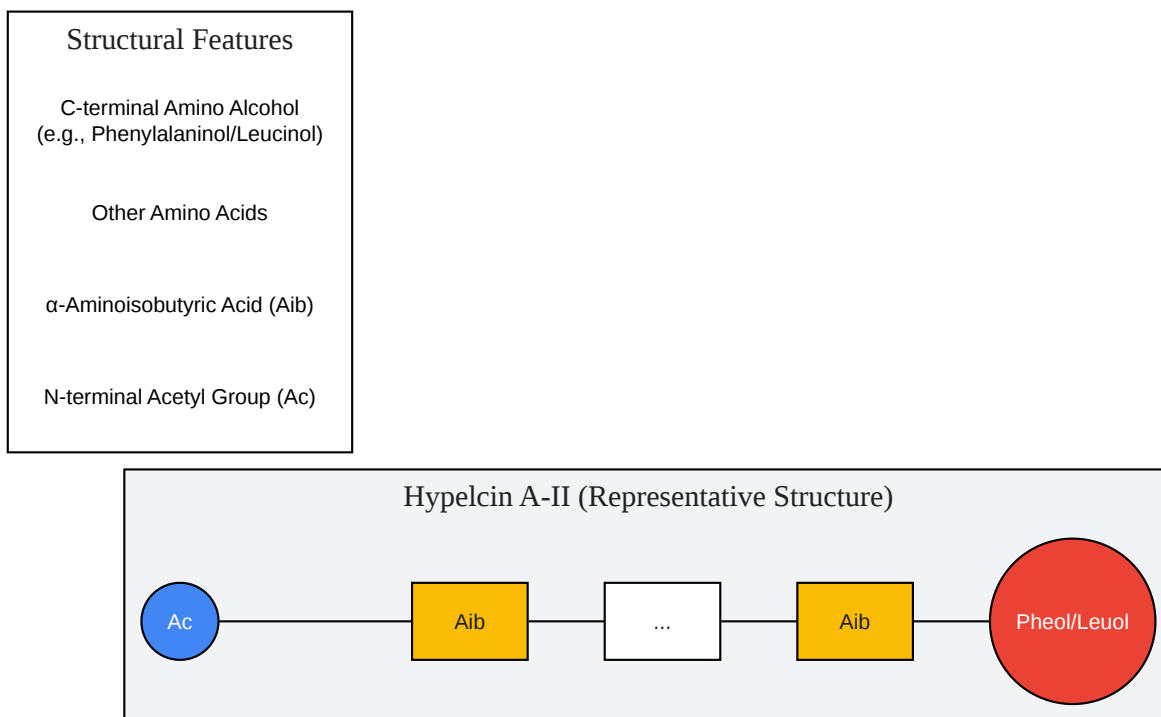 Structural Features
C-terminal Amino Alcohol
(e.g., Phenylalaninol/Leucinol)
Other Amino Acids
α-Aminoisobutyric Acid (Aib)
N-terminal Acetyl Group (Ac)
Hypelcin A-II (Representative Structure)
Ac
Aib
...
Aib
Pheol/Leuol